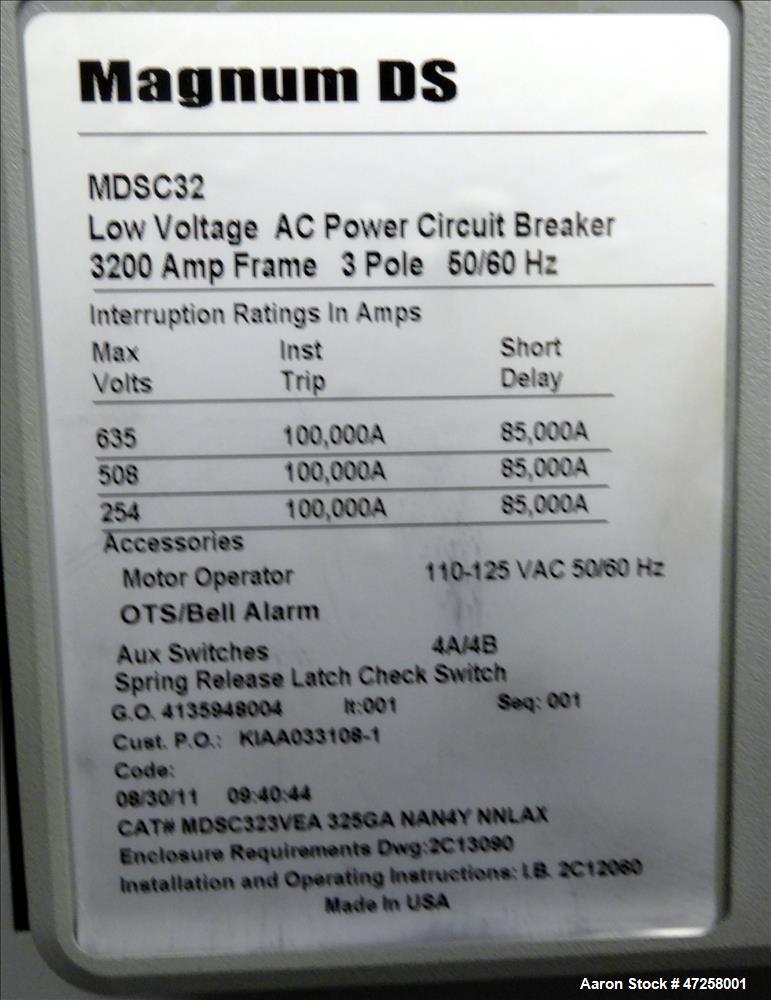 Magnum DS
MDSC32
Low Voltage AC Power Circuit Breaker
3200 Amp Frame 3 Pole 50/60 Hz
Interruption Ratings In Amps
Max Inst Short
Volts Trip Delay
635 100,000A 85,000A
508 100,000A 85,000A
254 100,000A 85,000A
Accessories
Motor Operator 110-125 VAC 50/60 Hz
OTS/Bell Alarm
Aux Switches 4A/4B
Spring Release Latch Check Switch
G.O. 4135948004 It:001 Seq: 001
Cust. P.O.: KIAA033108-1
Code:
08/30/11 09:40:44
CAT# MDSC323VEA 325GA NAN4Y NNLAX
Enclosure Requirements Dwg:2C13090
Installation and Operating Instructions: I.B. 2C12060
Made In USA
Aaron Stock # 47258001